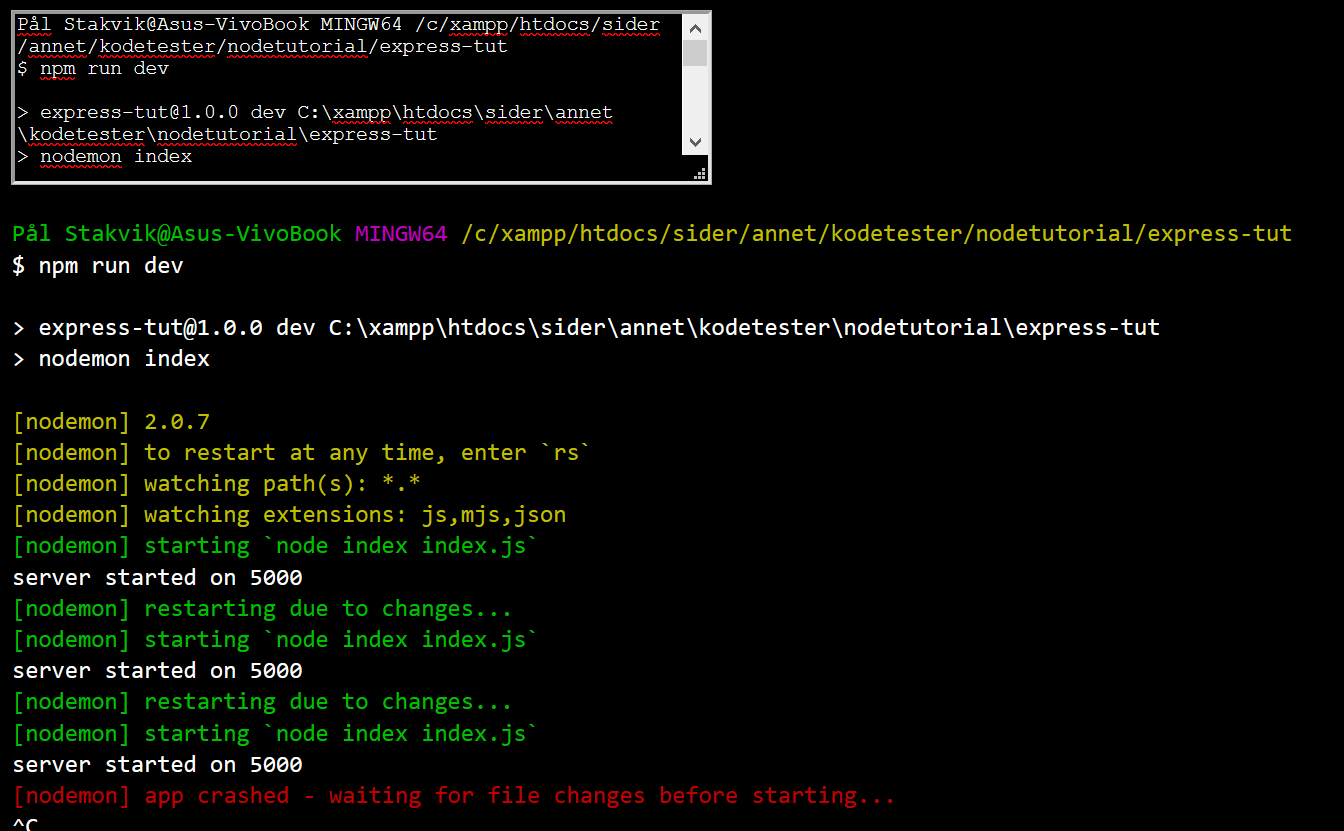 Pål Stakvik@Asus-VivoBook MINGW64 /c/xampp/htdocs/sider
/annet/kodetester/nodetutorial/express-tut
$ npm run dev
> express-tut@1.0.0 dev C:\xampp\htdocs\sider\annet
\kodetester\nodetutorial\express-tut
> nodemon index
Pål Stakvik@Asus-VivoBook MINGW64 /c/xampp/htdocs/sider/annet/kodetester/nodetutorial/express-tut
$ npm run dev
> express-tut@1.0.0 dev C:\xampp\htdocs\sider\annet\kodetester\nodetutorial\express-tut
> nodemon index
[nodemon] 2.0.7
[nodemon] to restart at any time, enter `rs`
[nodemon] watching path(s): *.*
[nodemon] watching extensions: js,mjs,json
[nodemon] starting `node index index.js`
server started on 5000
[nodemon] restarting due to changes...
[nodemon] starting `node index index.js`
server started on 5000
[nodemon] restarting due to changes...
[nodemon] starting `node index index.js`
server started on 5000
[nodemon] app crashed - waiting for file changes before starting...
^C